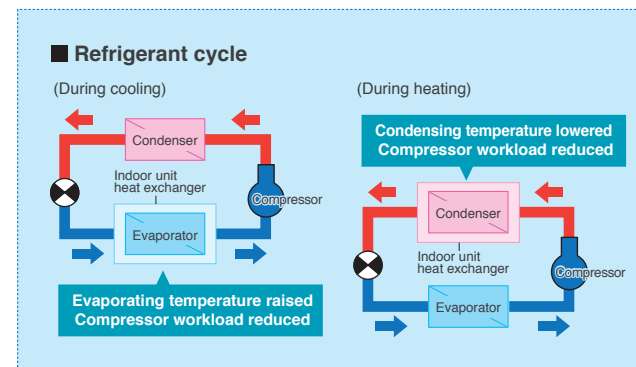 Refrigerant cycle
(During cooling)
Condenser
Indoor unit
heat exchanger
Compressor
Evaporator
Evaporating temperature raised
Compressor workload reduced
(During heating)
Condensing temperature lowered
Compressor workload reduced
Condenser
Indoor unit
heat exchanger
Compressor
Evaporator